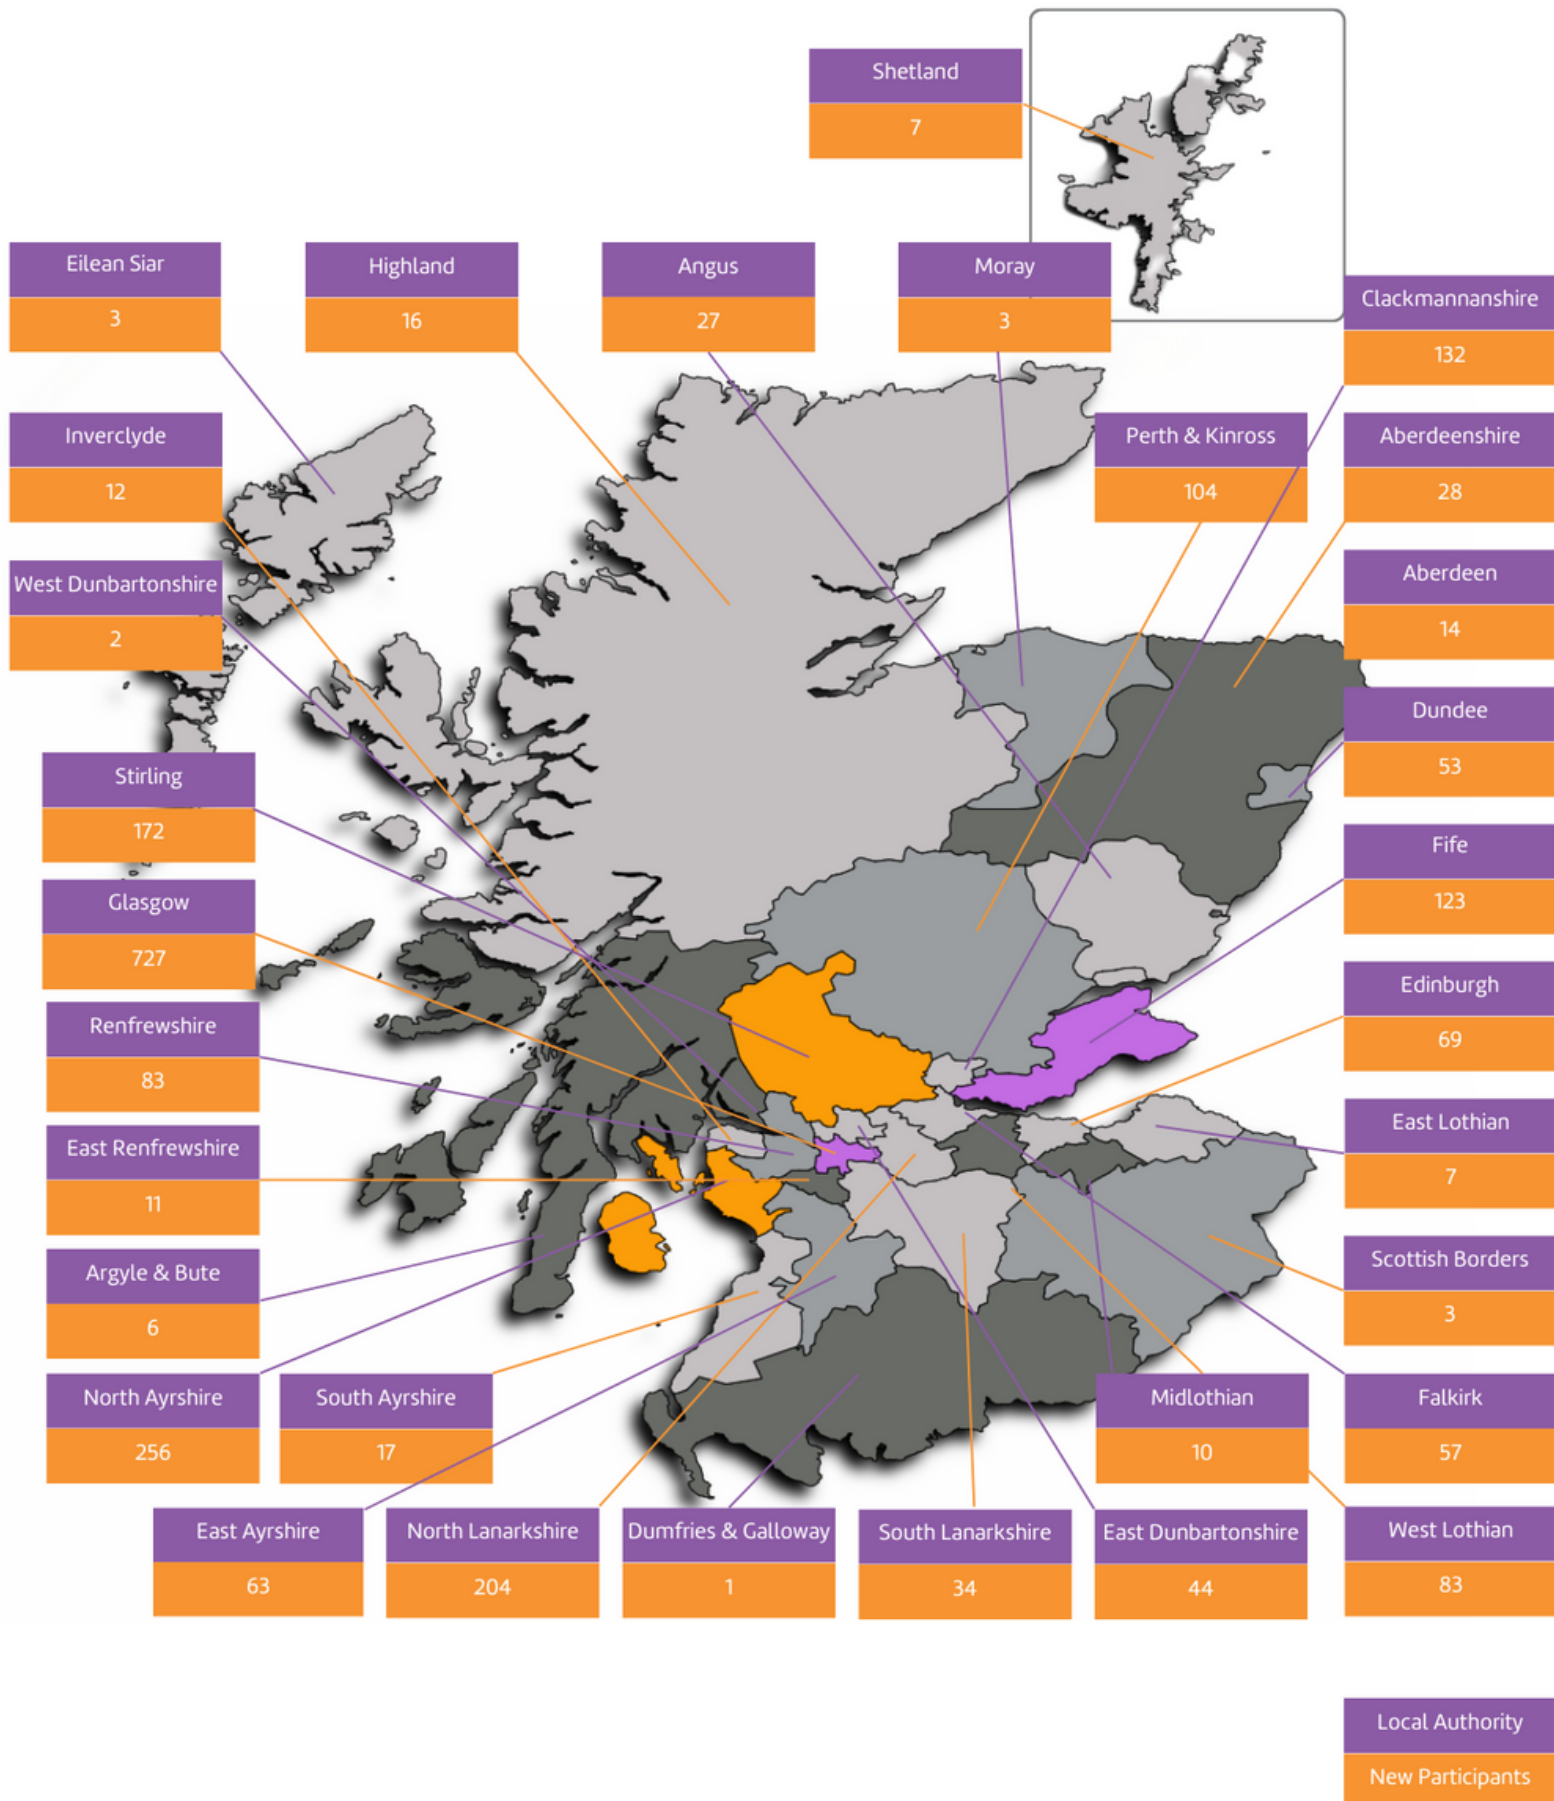 Shetland
7
Eilean Siar
3
Highland
16
Angus
27
Moray
3
Clackmannanshire
132
Inverclyde
12
Perth & Kinross
104
Aberdeenshire
28
West Dunbartonshire
2
Aberdeen
14
Dundee
53
Stirling
172
Fife
123
Glasgow
727
Edinburgh
69
Renfrewshire
83
East Lothian
7
East Renfrewshire
11
Scottish Borders
3
Argyle & Bute
6
North Ayrshire
256
South Ayrshire
17
Midlothian
10
Falkirk
57
East Ayrshire
63
North Lanarkshire
204
Dumfries & Galloway
1
South Lanarkshire
34
East Dunbartonshire
44
West Lothian
83
Local Authority
New Participants